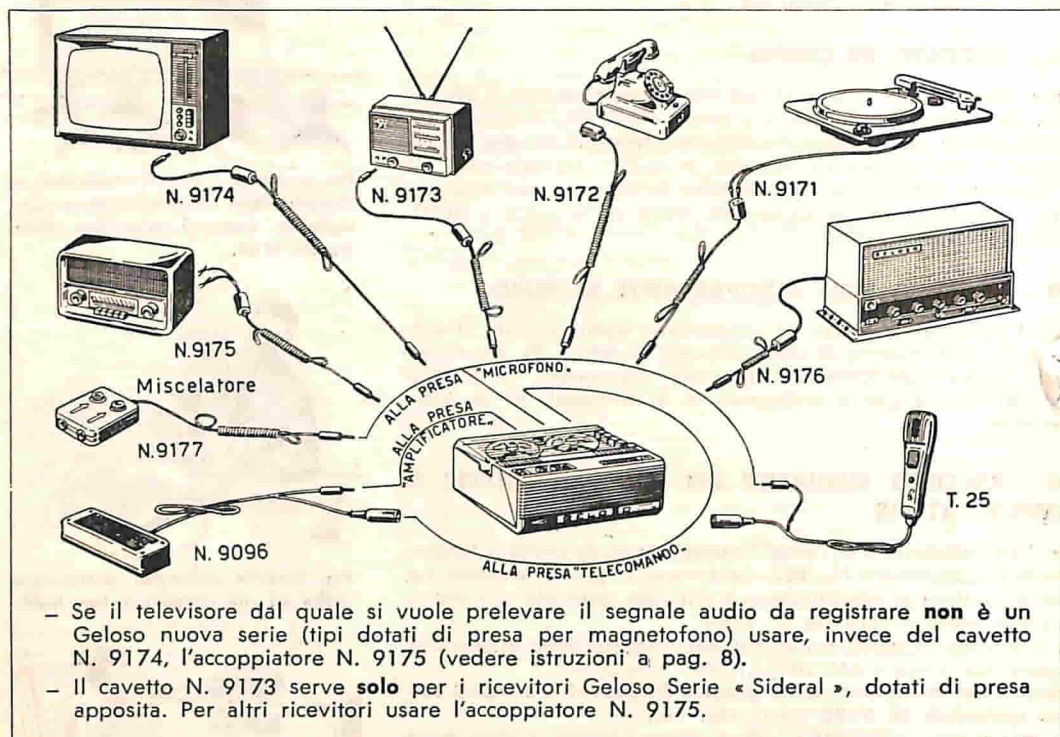 N. 9174
N. 9173
N. 9172
N. 9171
GELOSO
N.9175
N. 9176
Miscelatore
N.9177
ALLA PRESA "MICROFONO„
ALLA PRESA
"AMPLIFICATORE„
T. 25
N. 9096
ALLA PRESA "TELECOMANDO„
– Se il televisore dal quale si vuole prelevare il segnale audio da registrare non è un
Geloso nuova serie (tipi dotati di presa per magnetofono) usare, invece del cavetto
N. 9174, l'accoppiatore N. 9175 (vedere istruzioni a pag. 8).
– Il cavetto N. 9173 serve solo per i ricevitori Geloso Serie « Sideral », dotati di presa
apposita. Per altri ricevitori usare l'accoppiatore N. 9175.